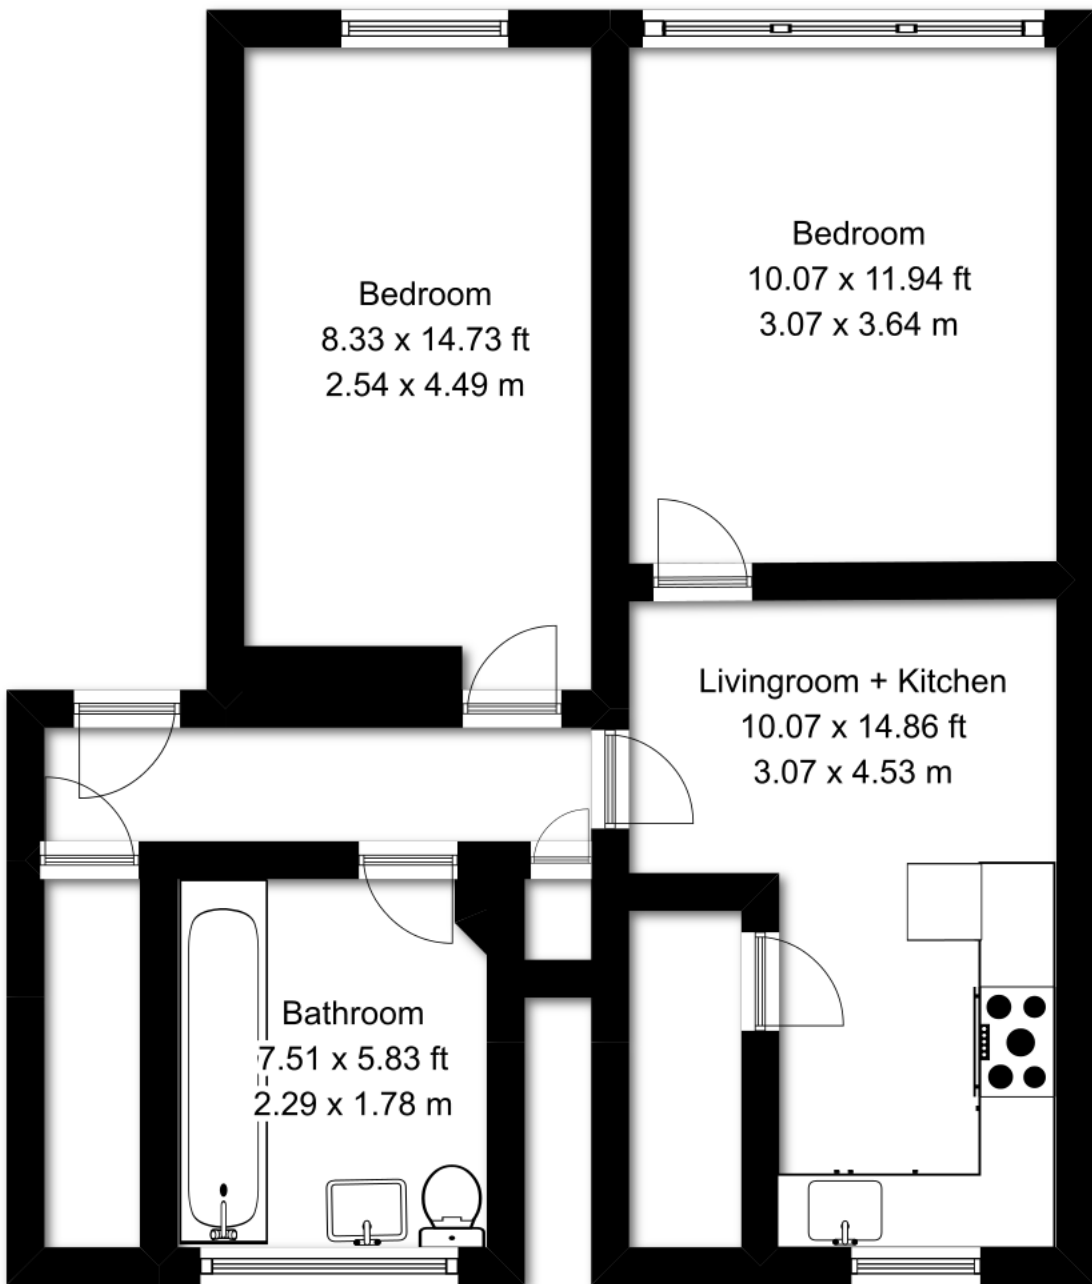 Bedroom
8.33 x 14.73 ft
2.54 x 4.49 m
Bedroom
10.07 x 11.94 ft
3.07 x 3.64 m
Livingroom + Kitchen
10.07 x 14.86 ft
3.07 x 4.53 m
Bathroom
7.51 x 5.83 ft
2.29 x 1.78 m